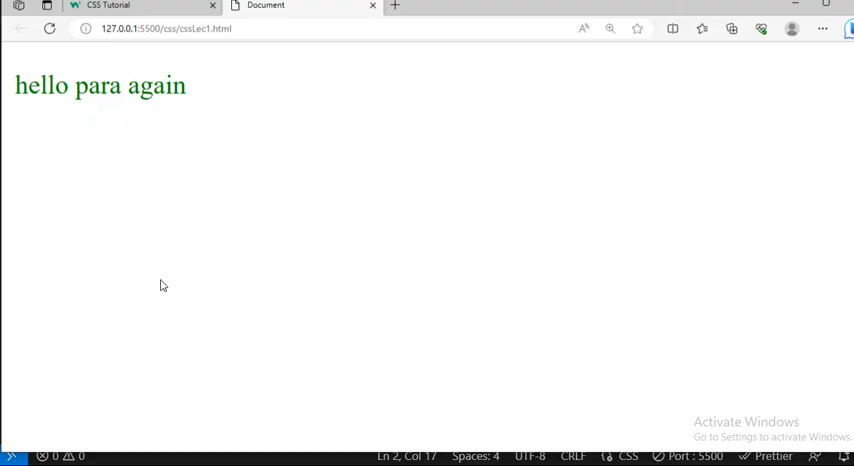 CSS Tutorial
Document
127.0.0.1:5500/css/cssLec1.html
hello para again
Activate Windows
Go to Settings to activate Windows.
0 0 Ln 2, Col 17 Spaces: 4 UTF-8 CRLF CSS Port : 5500 Prettier